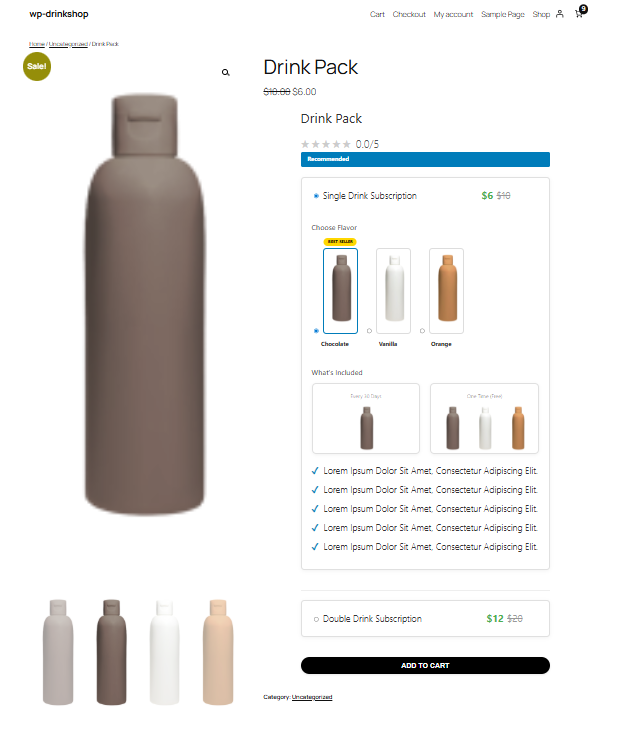 wp-drinkshop
Cart Checkout My account Sample Page Shop 9
Home / Uncategorized / Drink Pack
Sale!
Drink Pack
$10.00 $6.00
Drink Pack
0.0/5
Recommended
Single Drink Subscription $6 $10
Choose Flavor
BEST SELLER
Chocolate Vanilla Orange
What's Included
Every 30 Days One Time (Free)
Lorem Ipsum Dolor Sit Amet, Consectetur Adipiscing Elit.
Lorem Ipsum Dolor Sit Amet, Consectetur Adipiscing Elit.
Lorem Ipsum Dolor Sit Amet, Consectetur Adipiscing Elit.
Lorem Ipsum Dolor Sit Amet, Consectetur Adipiscing Elit.
Lorem Ipsum Dolor Sit Amet, Consectetur Adipiscing Elit.
Double Drink Subscription $12 $20
ADD TO CART
Category: Uncategorized